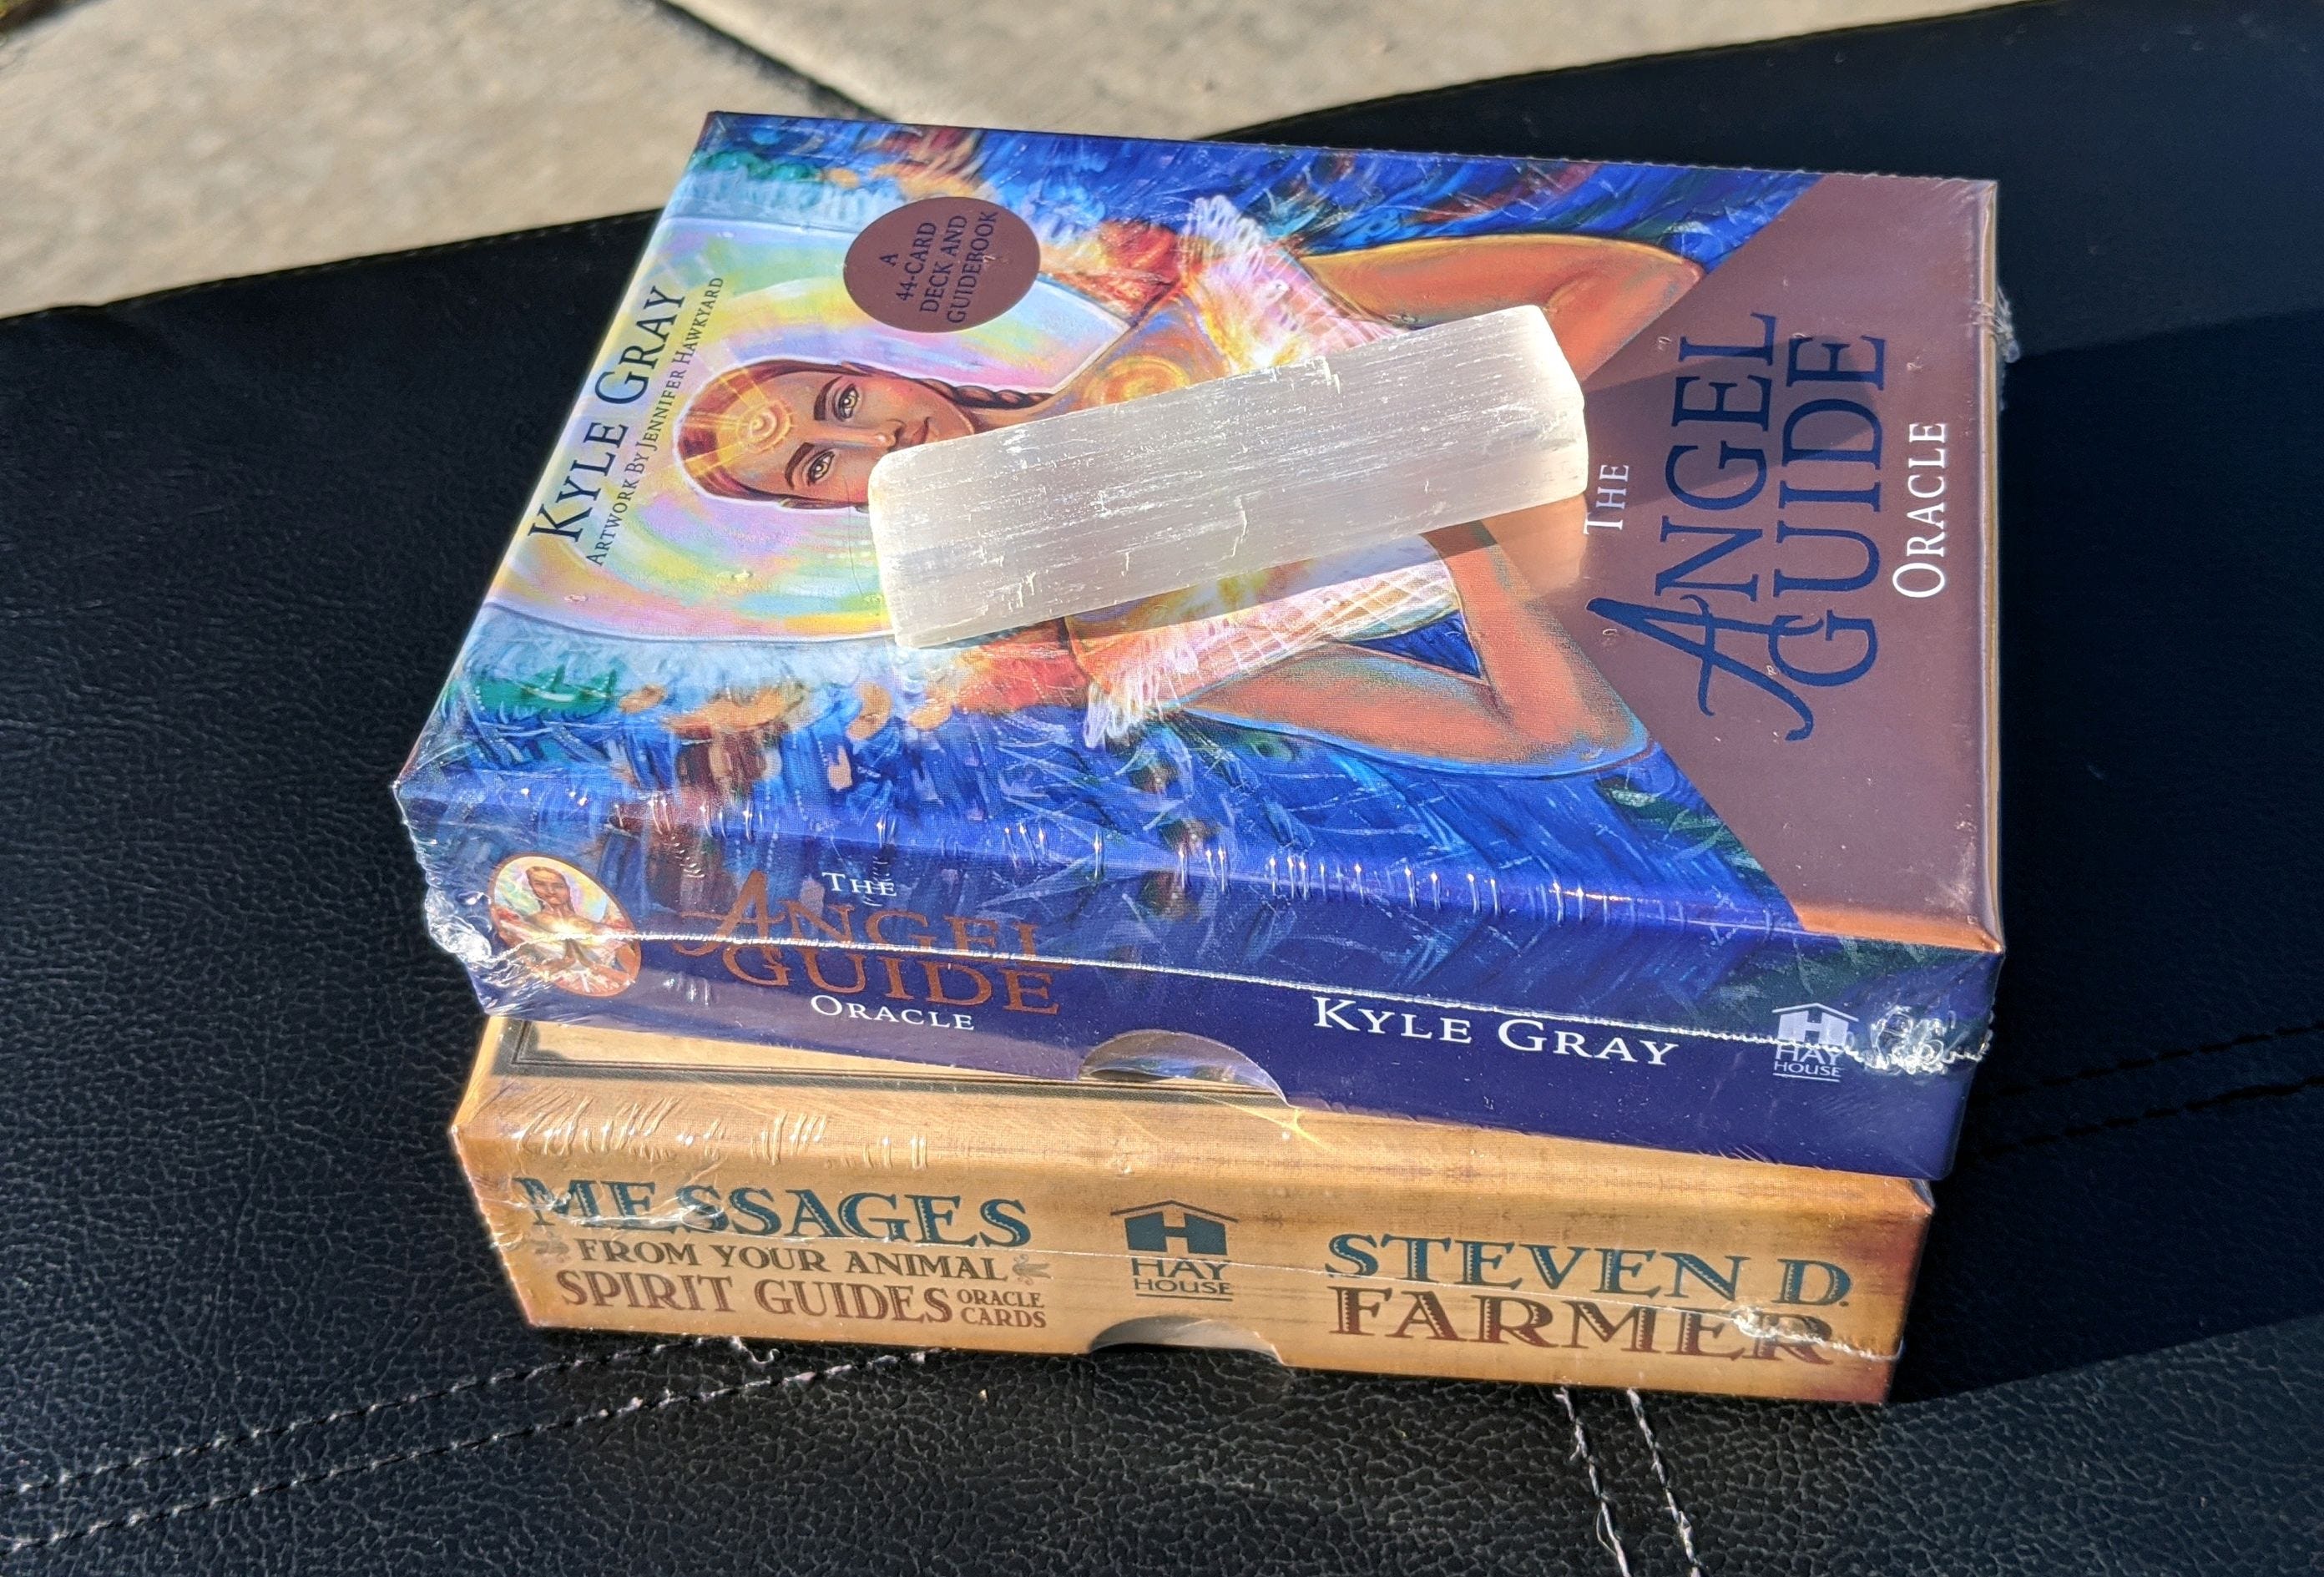 KYLE GRAY
ARTWORK BY JENNIFER HAWKYARD
A
44-CARD
DECK AND
GUIDEBOOK
THE
ANGEL
GUIDE
ORACLE
THE
ANGEL
GUIDE
ORACLE
KYLE GRAY
H
HAY
HOUSE
MESSAGES
FROM YOUR ANIMAL
SPIRIT GUIDES ORACLE
CARDS
H
HAY
HOUSE
STEVEN D.
FARMER